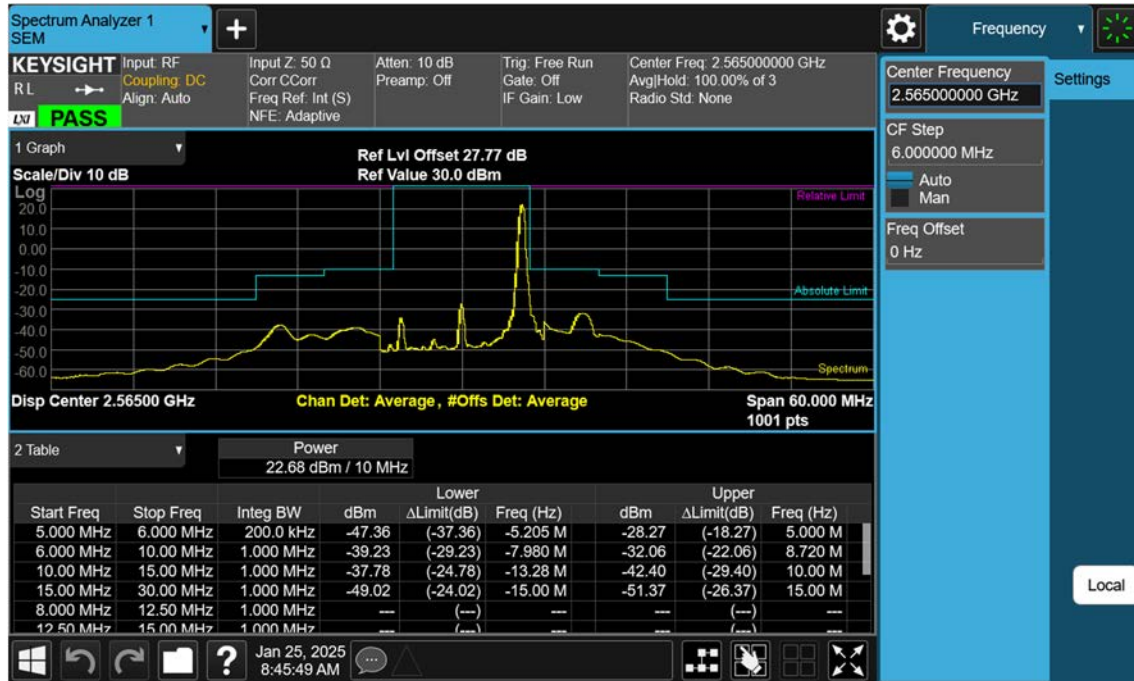 Spectrum Analyzer 1
SEM
Frequency
KEYSIGHT
RL
LXI PASS
Input: RF
Coupling: DC
Align: Auto
Input Z: 50 Ω
Corr CCorr
Freq Ref: Int (S)
NFE: Adaptive
Atten: 10 dB
Preamp: Off
Trig: Free Run
Gate: Off
IF Gain: Low
Center Freq: 2.565000000 GHz
Avg|Hold: 100.00% of 3
Radio Std: None
Center Frequency
2.565000000 GHz
Settings
CF Step
6.000000 MHz
Auto
Man
Freq Offset
0 Hz
Local
1 Graph
Scale/Div 10 dB
Ref Lvl Offset 27.77 dB
Ref Value 30.0 dBm
Log
20.0
10.0
0.00
-10.0
-20.0
-30.0
-40.0
-50.0
-60.0
Relative Limit
Absolute Limit
Spectrum
Disp Center 2.56500 GHz
Chan Det: Average, #Offs Det: Average
Span 60.000 MHz
1001 pts
2 Table
Power
22.68 dBm / 10 MHz
Lower Upper
Start Freq Stop Freq Integ BW dBm ΔLimit(dB) Freq (Hz) dBm ΔLimit(dB) Freq (Hz)
5.000 MHz 6.000 MHz 200.0 kHz -47.36 (-37.36) -5.205 M -28.27 (-18.27) 5.000 M
6.000 MHz 10.00 MHz 1.000 MHz -39.23 (-29.23) -7.980 M -32.06 (-22.06) 8.720 M
10.00 MHz 15.00 MHz 1.000 MHz -37.78 (-24.78) -13.28 M -42.40 (-29.40) 10.00 M
15.00 MHz 30.00 MHz 1.000 MHz -49.02 (-24.02) -15.00 M -51.37 (-26.37) 15.00 M
8.000 MHz 12.50 MHz 1.000 MHz --- (---) --- --- (---) ---
12.50 MHz 15.00 MHz 1.000 MHz --- (---) --- --- (---) ---
?
Jan 25, 2025
8:45:49 AM